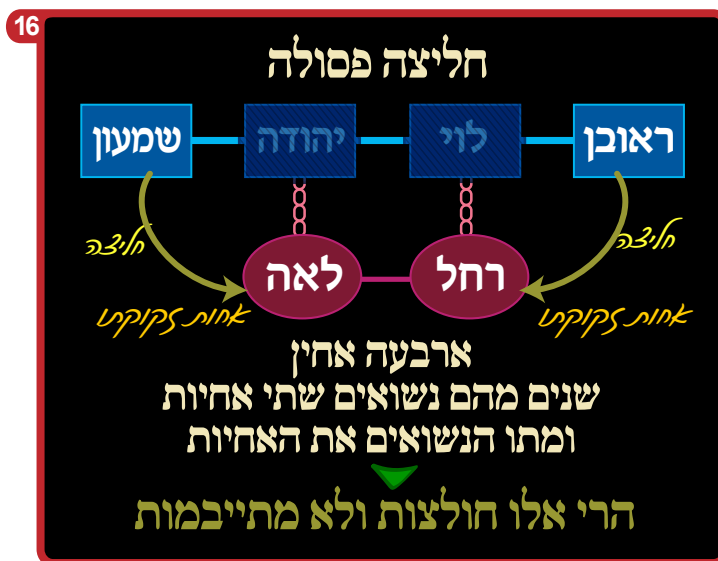 16
חליצה פסולה
ראובן
לוי
יהודה
שמעון
חליצה
חליצה
רחל
לאה
אחות זקוקתו
אחות זקוקתו
ארבעה אחין
שנים מהם נשואים שתי אחיות
ומתו הנשואים את האחיות
הרי אלו חולצות ולא מתייבמות